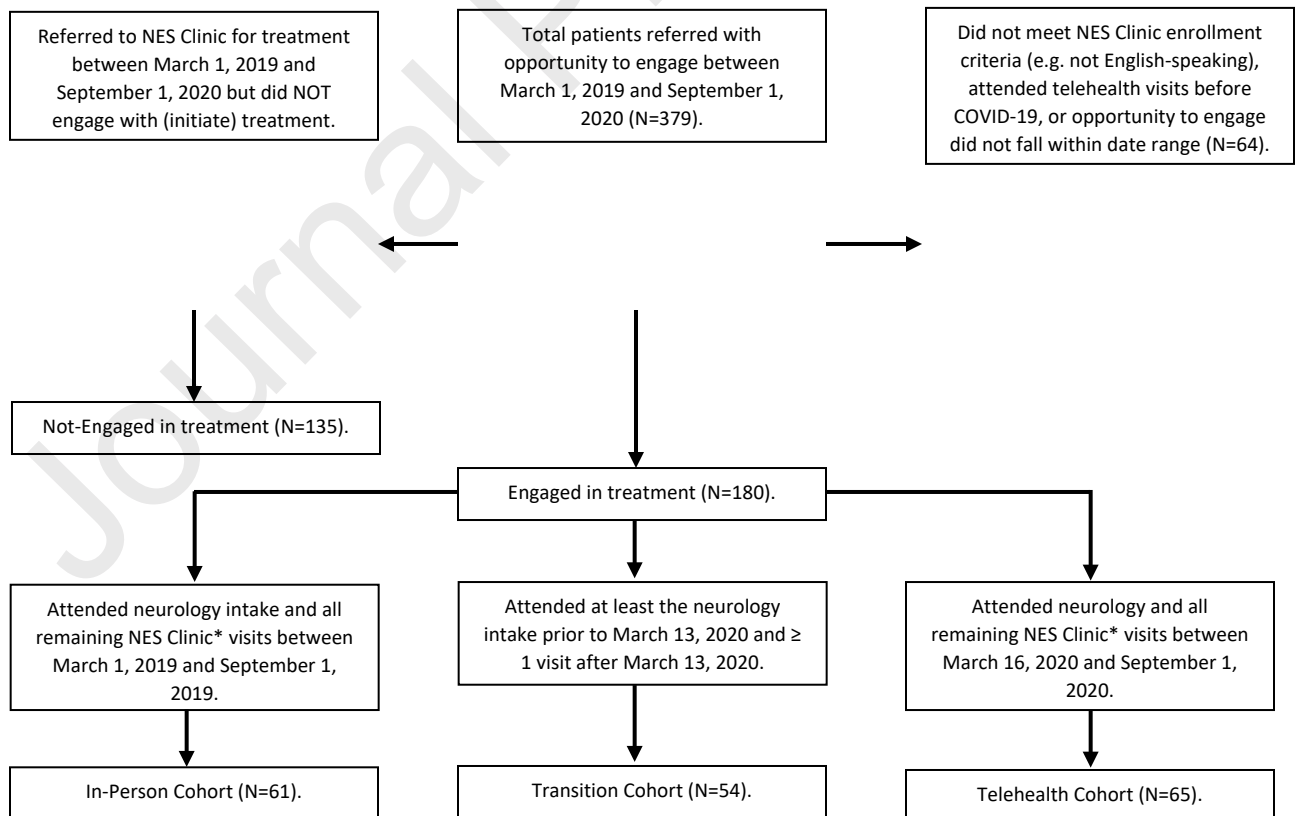 Referred to NES Clinic for treatment
between March 1, 2019 and
September 1, 2020 but did NOT
engage with (initiate) treatment.
Total patients referred with
opportunity to engage between
March 1, 2019 and September 1,
2020 (N=379).
Did not meet NES Clinic enrollment
criteria (e.g. not English-speaking),
attended telehealth visits before
COVID-19, or opportunity to engage
did not fall within date range (N=64).
Not-Engaged in treatment (N=135).
Engaged in treatment (N=180).
Attended neurology intake and all
remaining NES Clinic* visits between
March 1, 2019 and September 1,
2019.
Attended at least the neurology
intake prior to March 13, 2020 and ≥
1 visit after March 13, 2020.
Attended neurology and all
remaining NES Clinic* visits between
March 16, 2020 and September 1,
2020.
In-Person Cohort (N=61).
Transition Cohort (N=54).
Telehealth Cohort (N=65).
Journal P